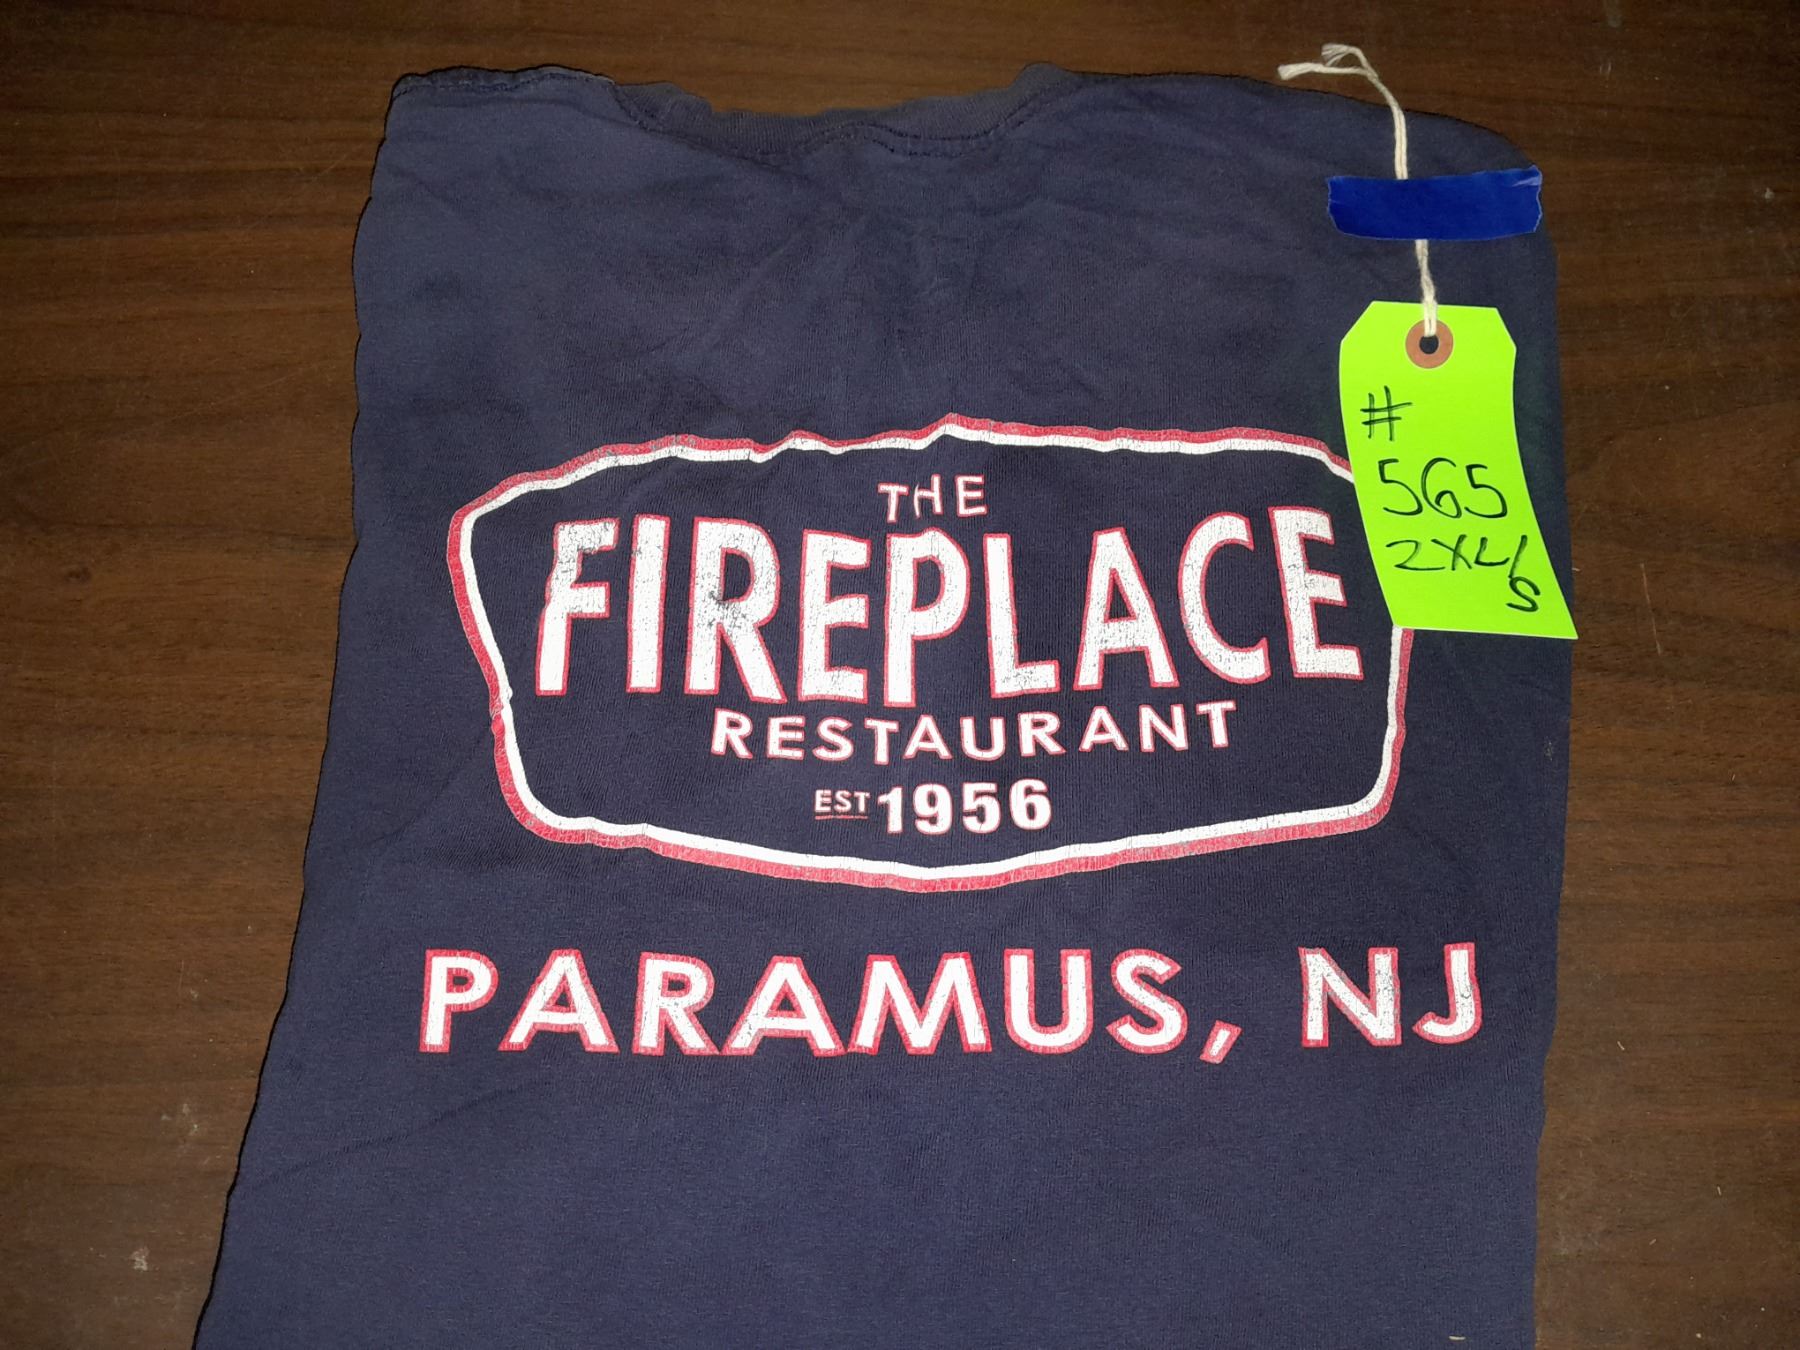 THE
FIREPLACE
RESTAURANT
EST 1956
PARAMUS, NJ
#
565
2XL/S